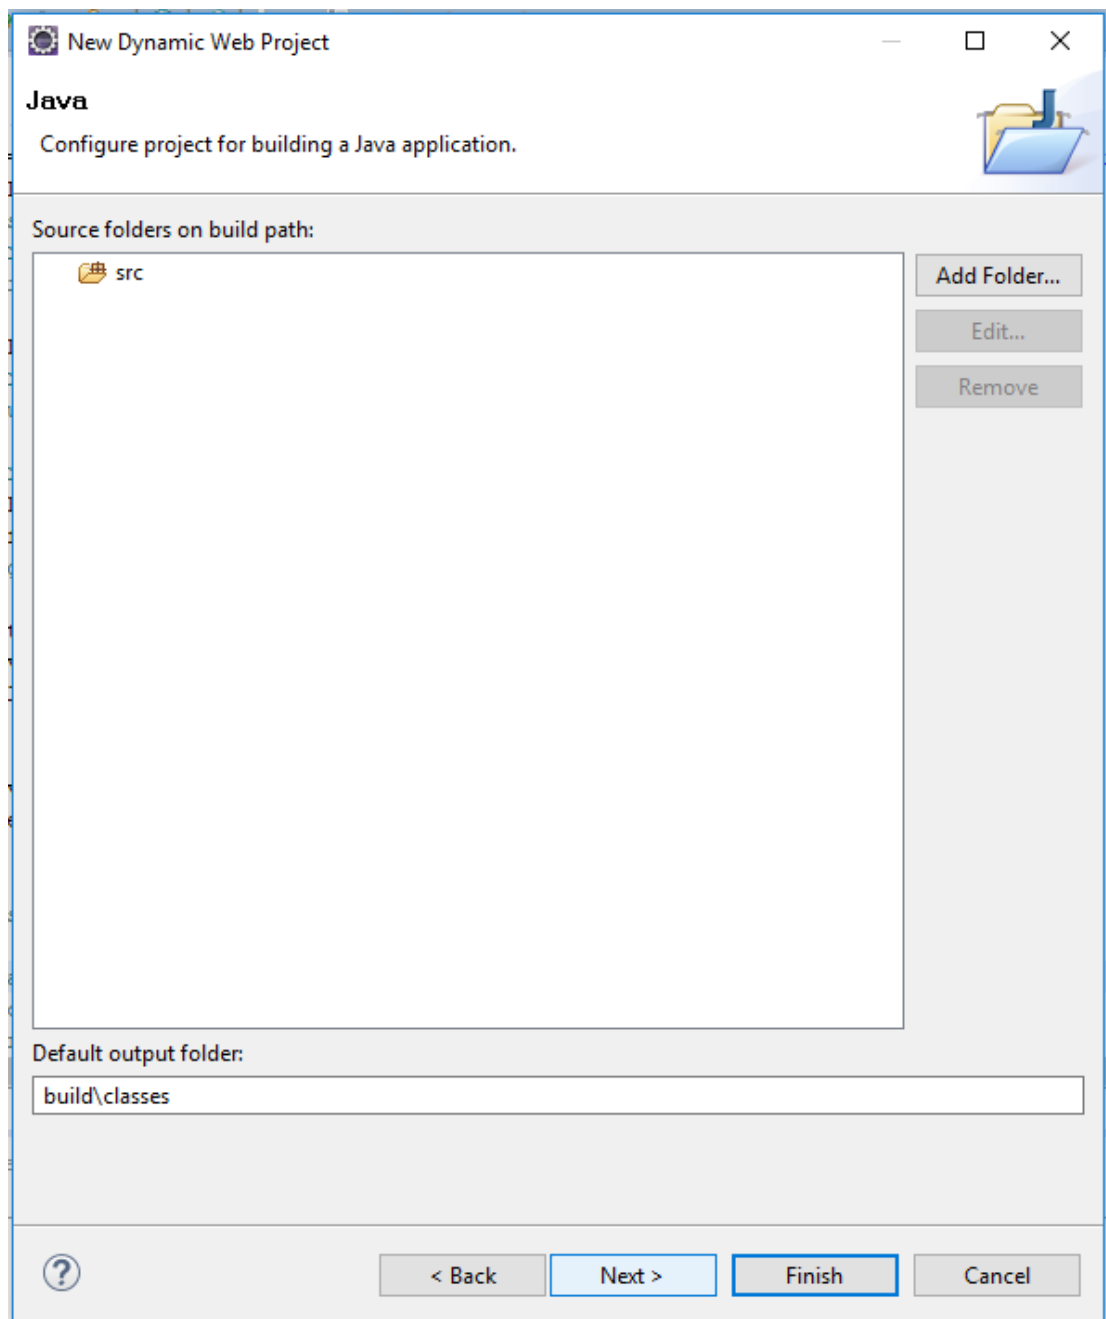 New Dynamic Web Project
Java
Configure project for building a Java application.
Source folders on build path:
src
Add Folder...
Edit...
Remove
Default output folder:
build\classes
?
< Back
Next >
Finish
Cancel